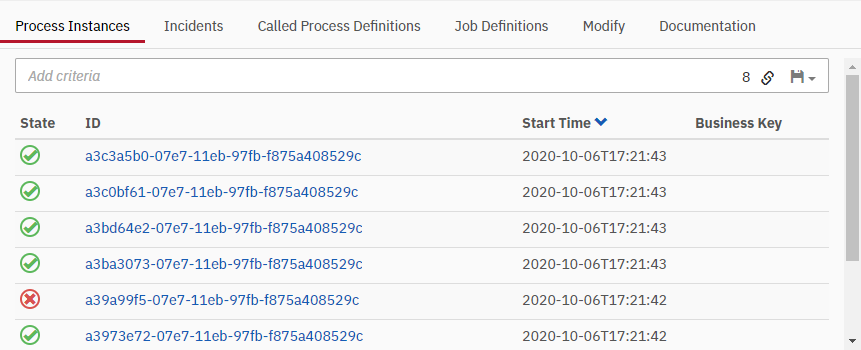 Process Instances Incidents Called Process Definitions Job Definitions Modify Documentation
Add criteria 8
State ID Start Time Business Key
a3c3a5b0-07e7-11eb-97fb-f875a408529c 2020-10-06T17:21:43
a3c0bf61-07e7-11eb-97fb-f875a408529c 2020-10-06T17:21:43
a3bd64e2-07e7-11eb-97fb-f875a408529c 2020-10-06T17:21:43
a3ba3073-07e7-11eb-97fb-f875a408529c 2020-10-06T17:21:43
a39a99f5-07e7-11eb-97fb-f875a408529c 2020-10-06T17:21:42
a3973e72-07e7-11eb-97fb-f875a408529c 2020-10-06T17:21:42